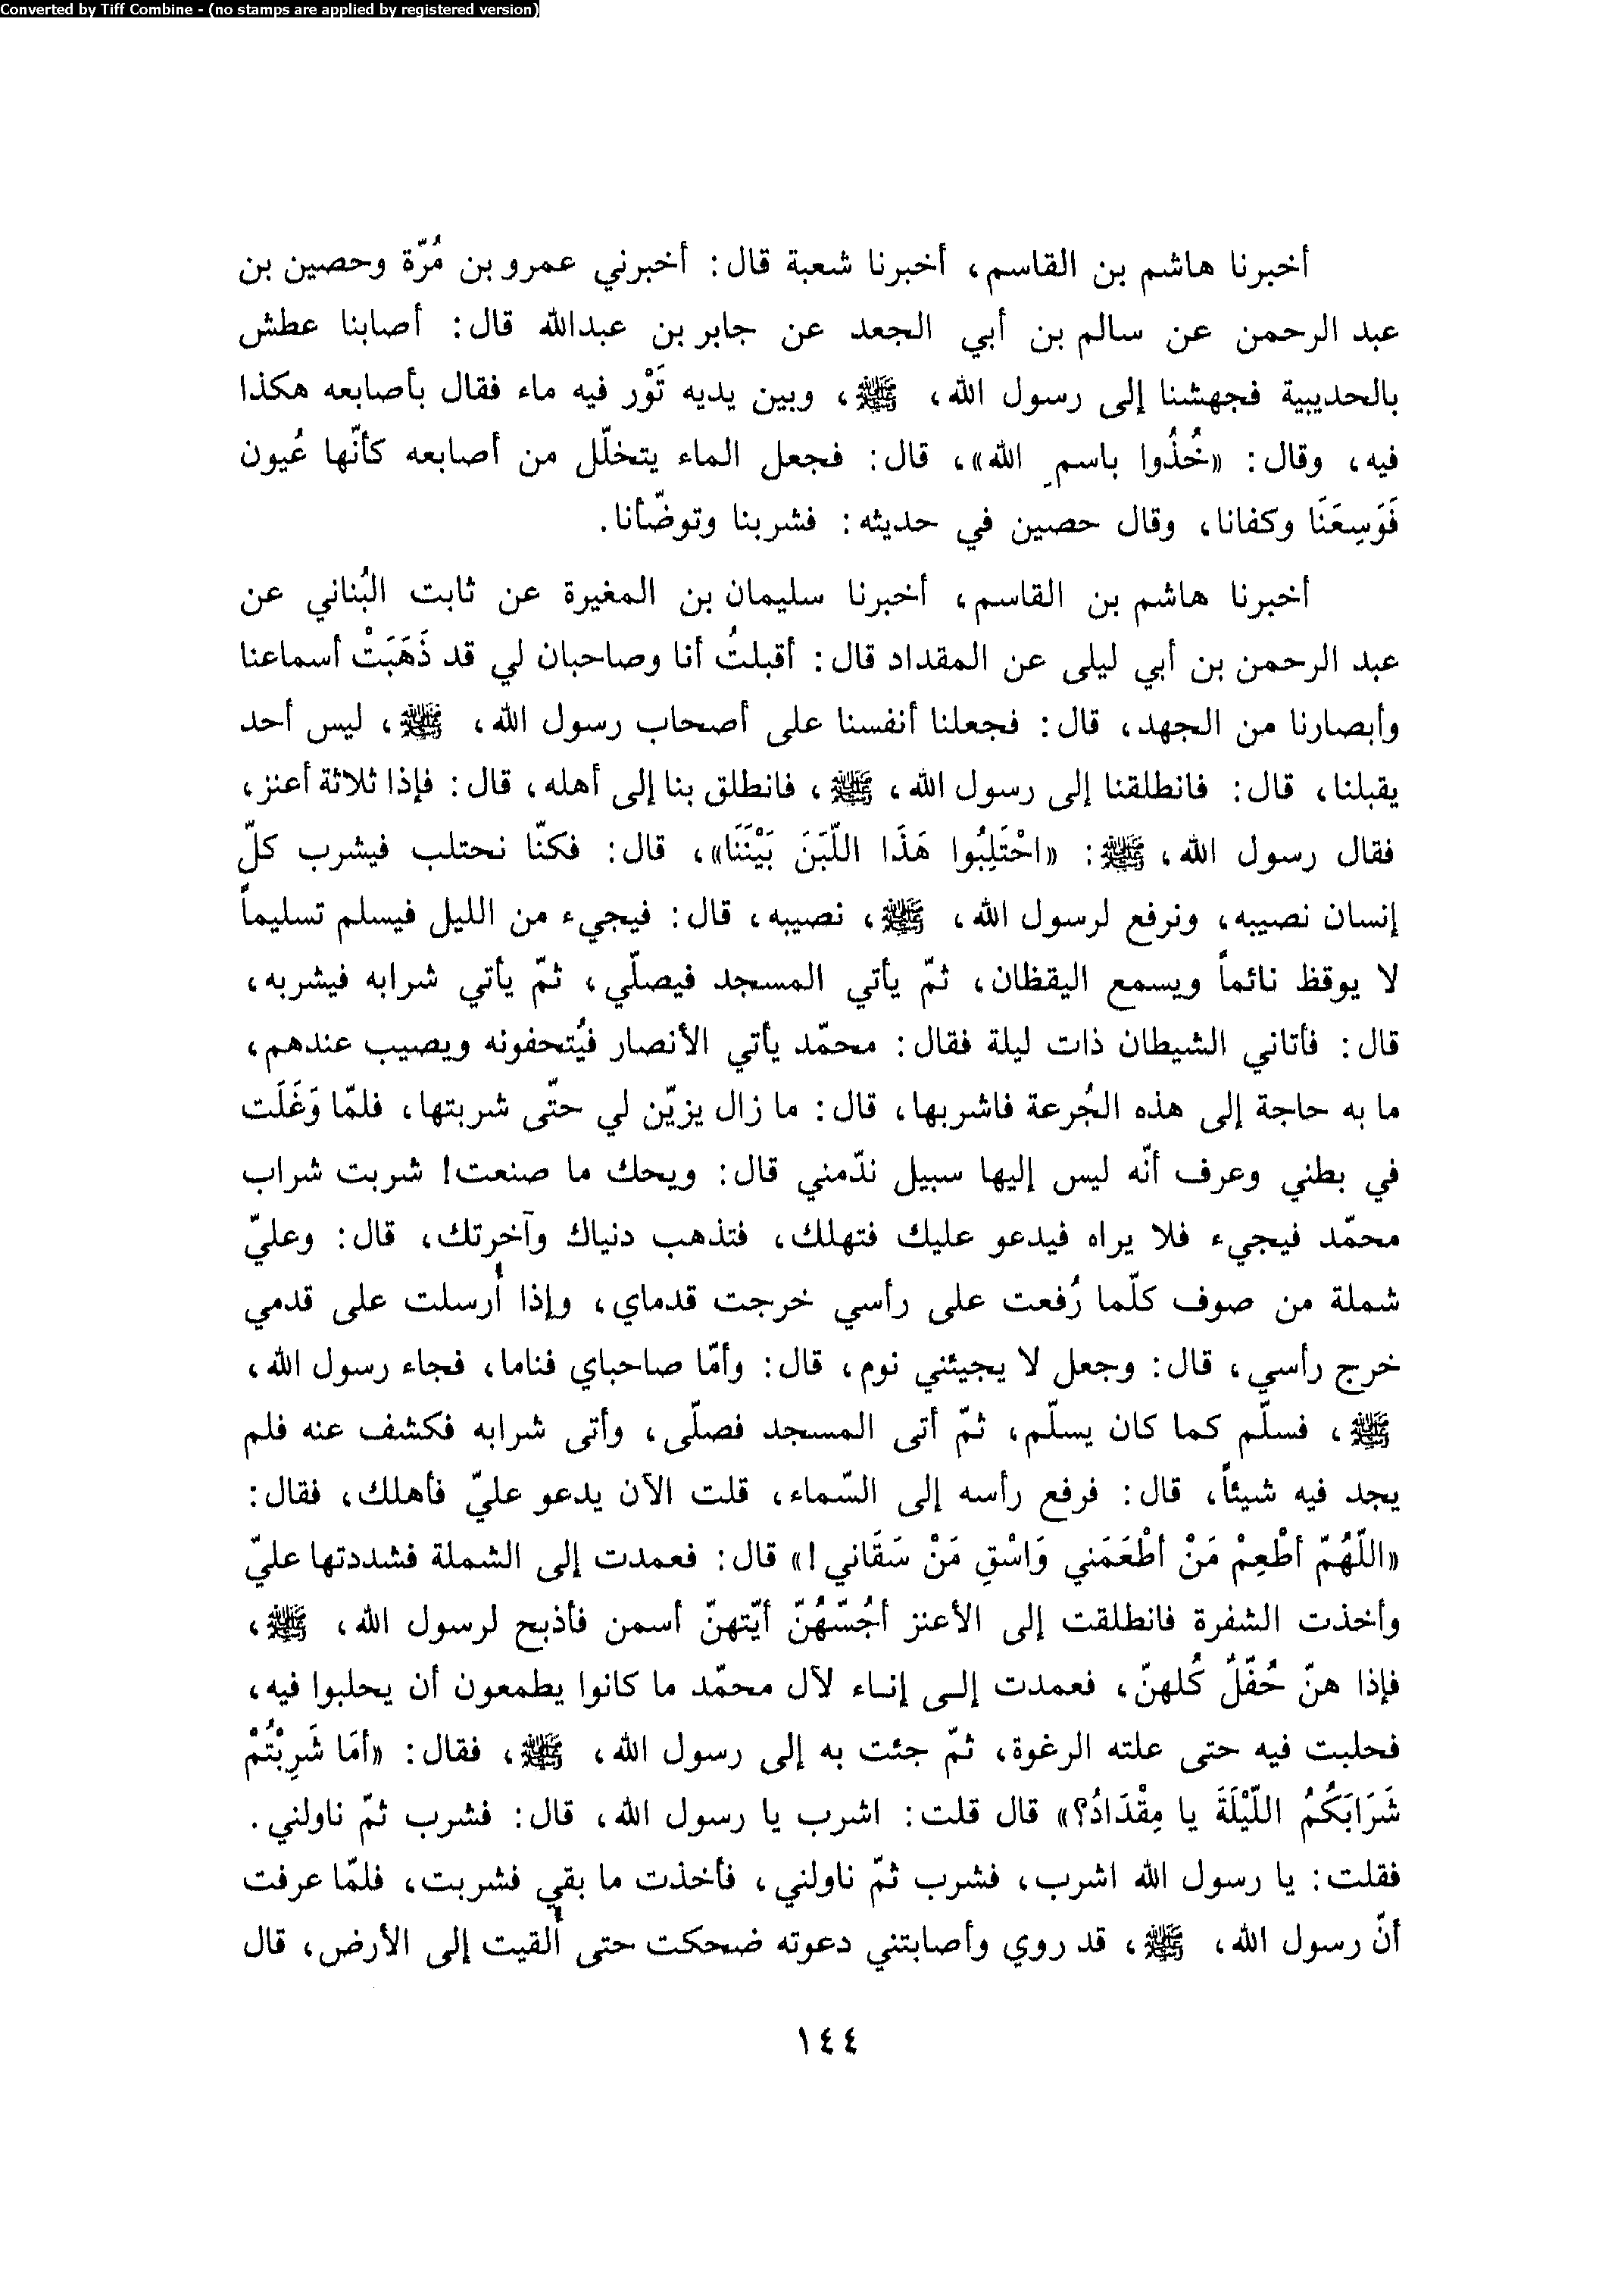 Converted by Tiff Combine - (no stamps are applied by registered version)
أخبرنا هاشم بن القاسم، أخبرنا شعبة قال: أخبرني عمرو بن مُرّة وحصين بن
عبد الرحمن عن سالم بن أبي الجعد عن جابر بن عبدالله قال: أصابنا عطش
بالحديبية فجهشنا إلى رسول الله، ﷺ، وبين يديه تَوْر فيه ماء فقال بأصابعه هكذا
فيه، وقال: «خُذُوا باسمِ الله»، قال: فجعل الماء يتخلّل من أصابعه كأنّها عُيون
فَوَسِعَنَا وكفانا، وقال حصين في حديثه: فشربنا وتوضّأنا.
أخبرنا هاشم بن القاسم، أخبرنا سليمان بن المغيرة عن ثابت البُناني عن
عبد الرحمن بن أبي ليلى عن المقداد قال: أقبلتُ أنا وصاحبان لي قد ذَهَبَتْ أسماعنا
وأبصارنا من الجهد، قال: فجعلنا أنفسنا على أصحاب رسول الله، ﷺ، ليس أحد
يقبلنا، قال: فانطلقنا إلى رسول الله، ﷺ، فانطلق بنا إلى أهله، قال: فإذا ثلاثة أعنز،
فقال رسول الله، ﷺ: «احْتَلِبُوا هَذَا اللّبَنَ بَيْنَنَا»، قال: فكنّا نحتلب فيشرب كلّ
إنسان نصيبه، ونرفع لرسول الله، ﷺ، نصيبه، قال: فيجيء من الليل فيسلم تسليماً
لا يوقظ نائماً ويسمع اليقظان، ثمّ يأتي المسجد فيصلّي، ثمّ يأتي شرابه فيشربه،
قال: فأتاني الشيطان ذات ليلة فقال: محمّد يأتي الأنصار فيُتحفونه ويصيب عندهم،
ما به حاجة إلى هذه الجُرعة فاشربها، قال: ما زال يزيّن لي حتّى شربتها، فلمّا وَغَلَت
في بطني وعرف أنّه ليس إليها سبيل ندّمني قال: ويحك ما صنعت! شربت شراب
محمّد فيجيء فلا يراه فيدعو عليك فتهلك، فتذهب دنياك وآخرتك، قال: وعليّ
شملة من صوف كلّما رُفعت على رأسي خرجت قدماي، وإذا أُرسلت على قدمي
خرج رأسي، قال: وجعل لا يجيئني نوم، قال: وأمّا صاحباي فناما، فجاء رسول الله،
ﷺ، فسلّم كما كان يسلّم، ثمّ أتى المسجد فصلّى، وأتى شرابه فكشف عنه فلم
يجد فيه شيئاً، قال: فرفع رأسه إلى السّماء، قلت الآن يدعو عليّ فأهلك، فقال:
«اللّهُمّ أطْعِمْ مَنْ أطْعَمَني وَاسْقِ مَنْ سَقَاني!» قال: فعمدت إلى الشملة فشددتها عليّ
وأخذت الشفرة فانطلقت إلى الأعنز أجُسّهُنّ أيّتهنّ أسمن فأذبح لرسول الله، ﷺ،
فإذا هنّ حُفّلٌ كُلهنّ، فعمدت إلى إناء لآل محمّد ما كانوا يطمعون أن يحلبوا فيه،
فحلبت فيه حتى علته الرغوة، ثمّ جئت به إلى رسول الله، ﷺ، فقال: «أمَا شَرِبْتُمْ
شَرَابَكُمُ اللّيْلَةَ يا مِقْدَادُ؟» قال قلت: اشرب يا رسول الله، قال: فشرب ثمّ ناولني.
فقلت: يا رسول الله اشرب، فشرب ثمّ ناولني، فأخذت ما بقي فشربت، فلمّا عرفت
أنّ رسول الله، ﷺ، قد روي وأصابتني دعوته ضحكت حتى أُلقيت إلى الأرض، قال
١٤٤